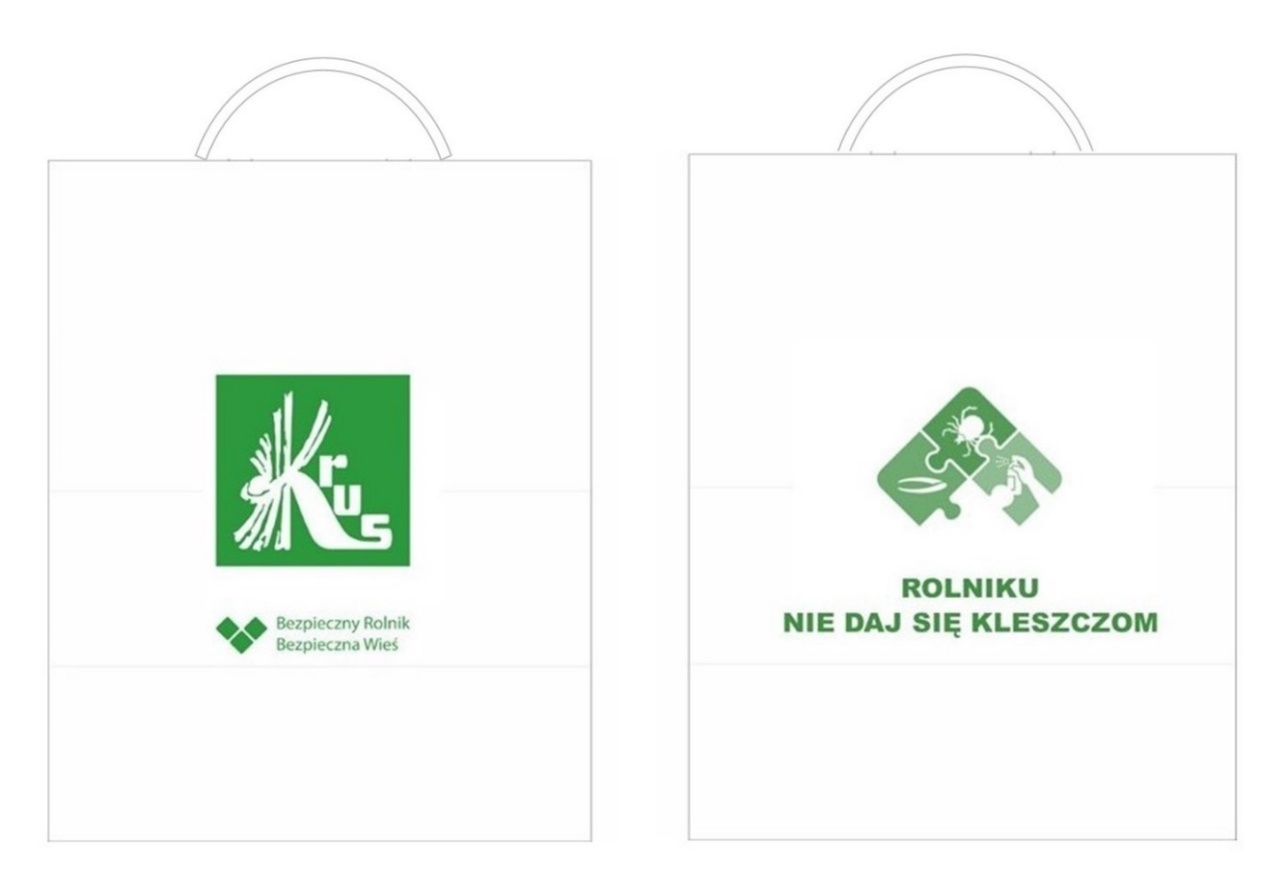 Krus
Bezpieczny Rolnik
Bezpieczna Wieś
ROLNIKU
NIE DAJ SIĘ KLESZCZOM